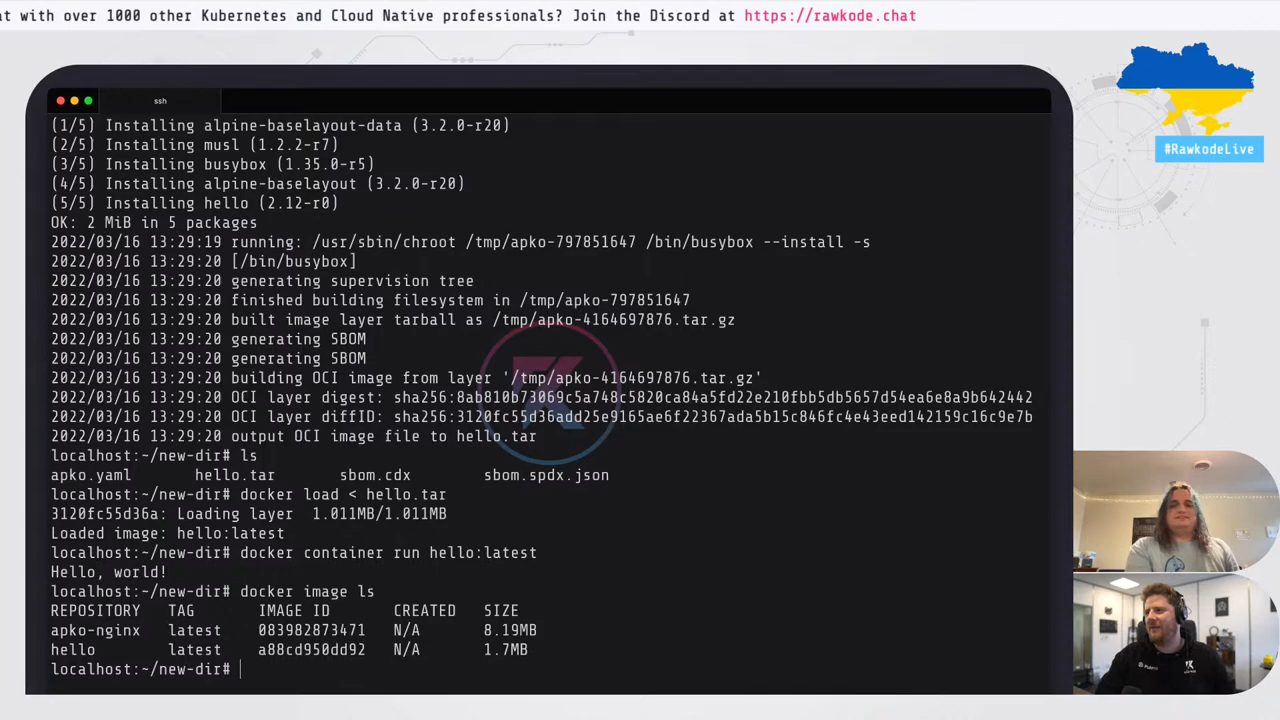 at with over 1000 other Kubernetes and Cloud Native professionals? Join the Discord at https://rawkode.chat
#RawkodeLive
ssh
(1/5) Installing alpine-baselayout-data (3.2.0-r20)
(2/5) Installing musl (1.2.2-r7)
(3/5) Installing busybox (1.35.0-r5)
(4/5) Installing alpine-baselayout (3.2.0-r20)
(5/5) Installing hello (2.12-r0)
OK: 2 MiB in 5 packages
2022/03/16 13:29:19 running: /usr/sbin/chroot /tmp/apko-797851647 /bin/busybox --install -s
2022/03/16 13:29:20 [/bin/busybox]
2022/03/16 13:29:20 generating supervision tree
2022/03/16 13:29:20 finished building filesystem in /tmp/apko-797851647
2022/03/16 13:29:20 built image layer tarball as /tmp/apko-4164697876.tar.gz
2022/03/16 13:29:20 generating SBOM
2022/03/16 13:29:20 generating SBOM
2022/03/16 13:29:20 building OCI image from layer '/tmp/apko-4164697876.tar.gz'
2022/03/16 13:29:20 OCI layer digest: sha256:8ab810b73069c5a748c5820ca84a5fd22e210fbb5db5657d54ea6e8a9b642442
2022/03/16 13:29:20 OCI layer diffID: sha256:3120fc55d36add25e9165ae6f22367ada5b15c846fc4e43eed142159c16c9e7b
2022/03/16 13:29:20 output OCI image file to hello.tar
localhost:~/new-dir# ls
apko.yaml hello.tar sbom.cdx sbom.spdx.json
localhost:~/new-dir# docker load < hello.tar
3120fc55d36a: Loading layer 1.011MB/1.011MB
Loaded image: hello:latest
localhost:~/new-dir# docker container run hello:latest
Hello, world!
localhost:~/new-dir# docker image ls
REPOSITORY TAG IMAGE ID CREATED SIZE
apko-nginx latest 083982873471 N/A 8.19MB
hello latest a88cd950dd92 N/A 1.7MB
localhost:~/new-dir#